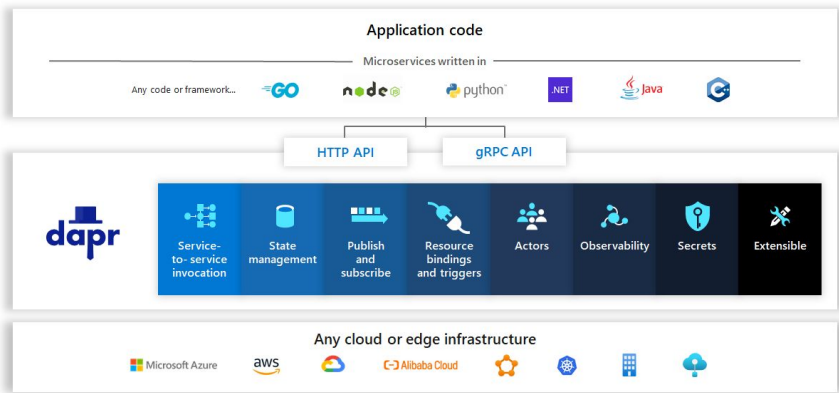 Application code
Microservices written in
Any code or framework...
GO
node
JS
python
.NET
Java
C++
HTTP API
gRPC API
dapr
Service-
to- service
invocation
State
management
Publish
and
subscribe
Resource
bindings
and triggers
Actors
Observability
Secrets
Extensible
Any cloud or edge infrastructure
Microsoft Azure
aws
Alibaba Cloud